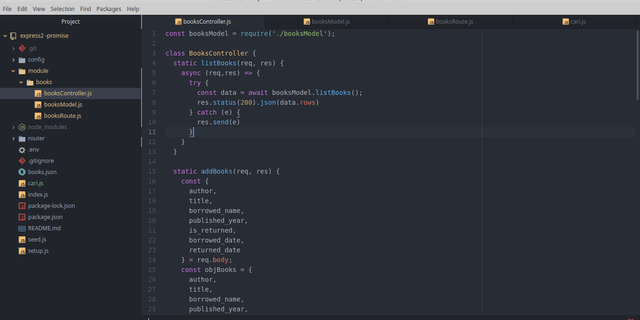 File Edit View Selection Find Packages Help
Project
express2 -promise
.git
config
module
books
booksController.js
booksModel.js
booksRoute.js
node_modules
router
.env
.gitignore
books.json
cari.js
index.js
package-lock.json
package.json
README.md
seed.js
setup.js
booksController.js
booksModel.js
booksRoute.js
cari.js
1 const booksModel = require('./booksModel');
2
3 class BooksController {
4 static listBooks(req, res) {
5 async (req,res) => {
6 try {
7 const data = await booksModel.listBooks();
8 res.status(200).json(data.rows)
9 } catch (e) {
10 res.send(e)
11 }
12 }
13 }
14
15 static addBooks(req, res) {
16 const {
17 author,
18 title,
19 borrowed_name,
20 published_year,
21 is_returned,
22 borrowed_date,
23 returned_date
24 } = req.body;
25 const objBooks = {
26 author,
27 title,
28 borrowed_name,
29 published_year,